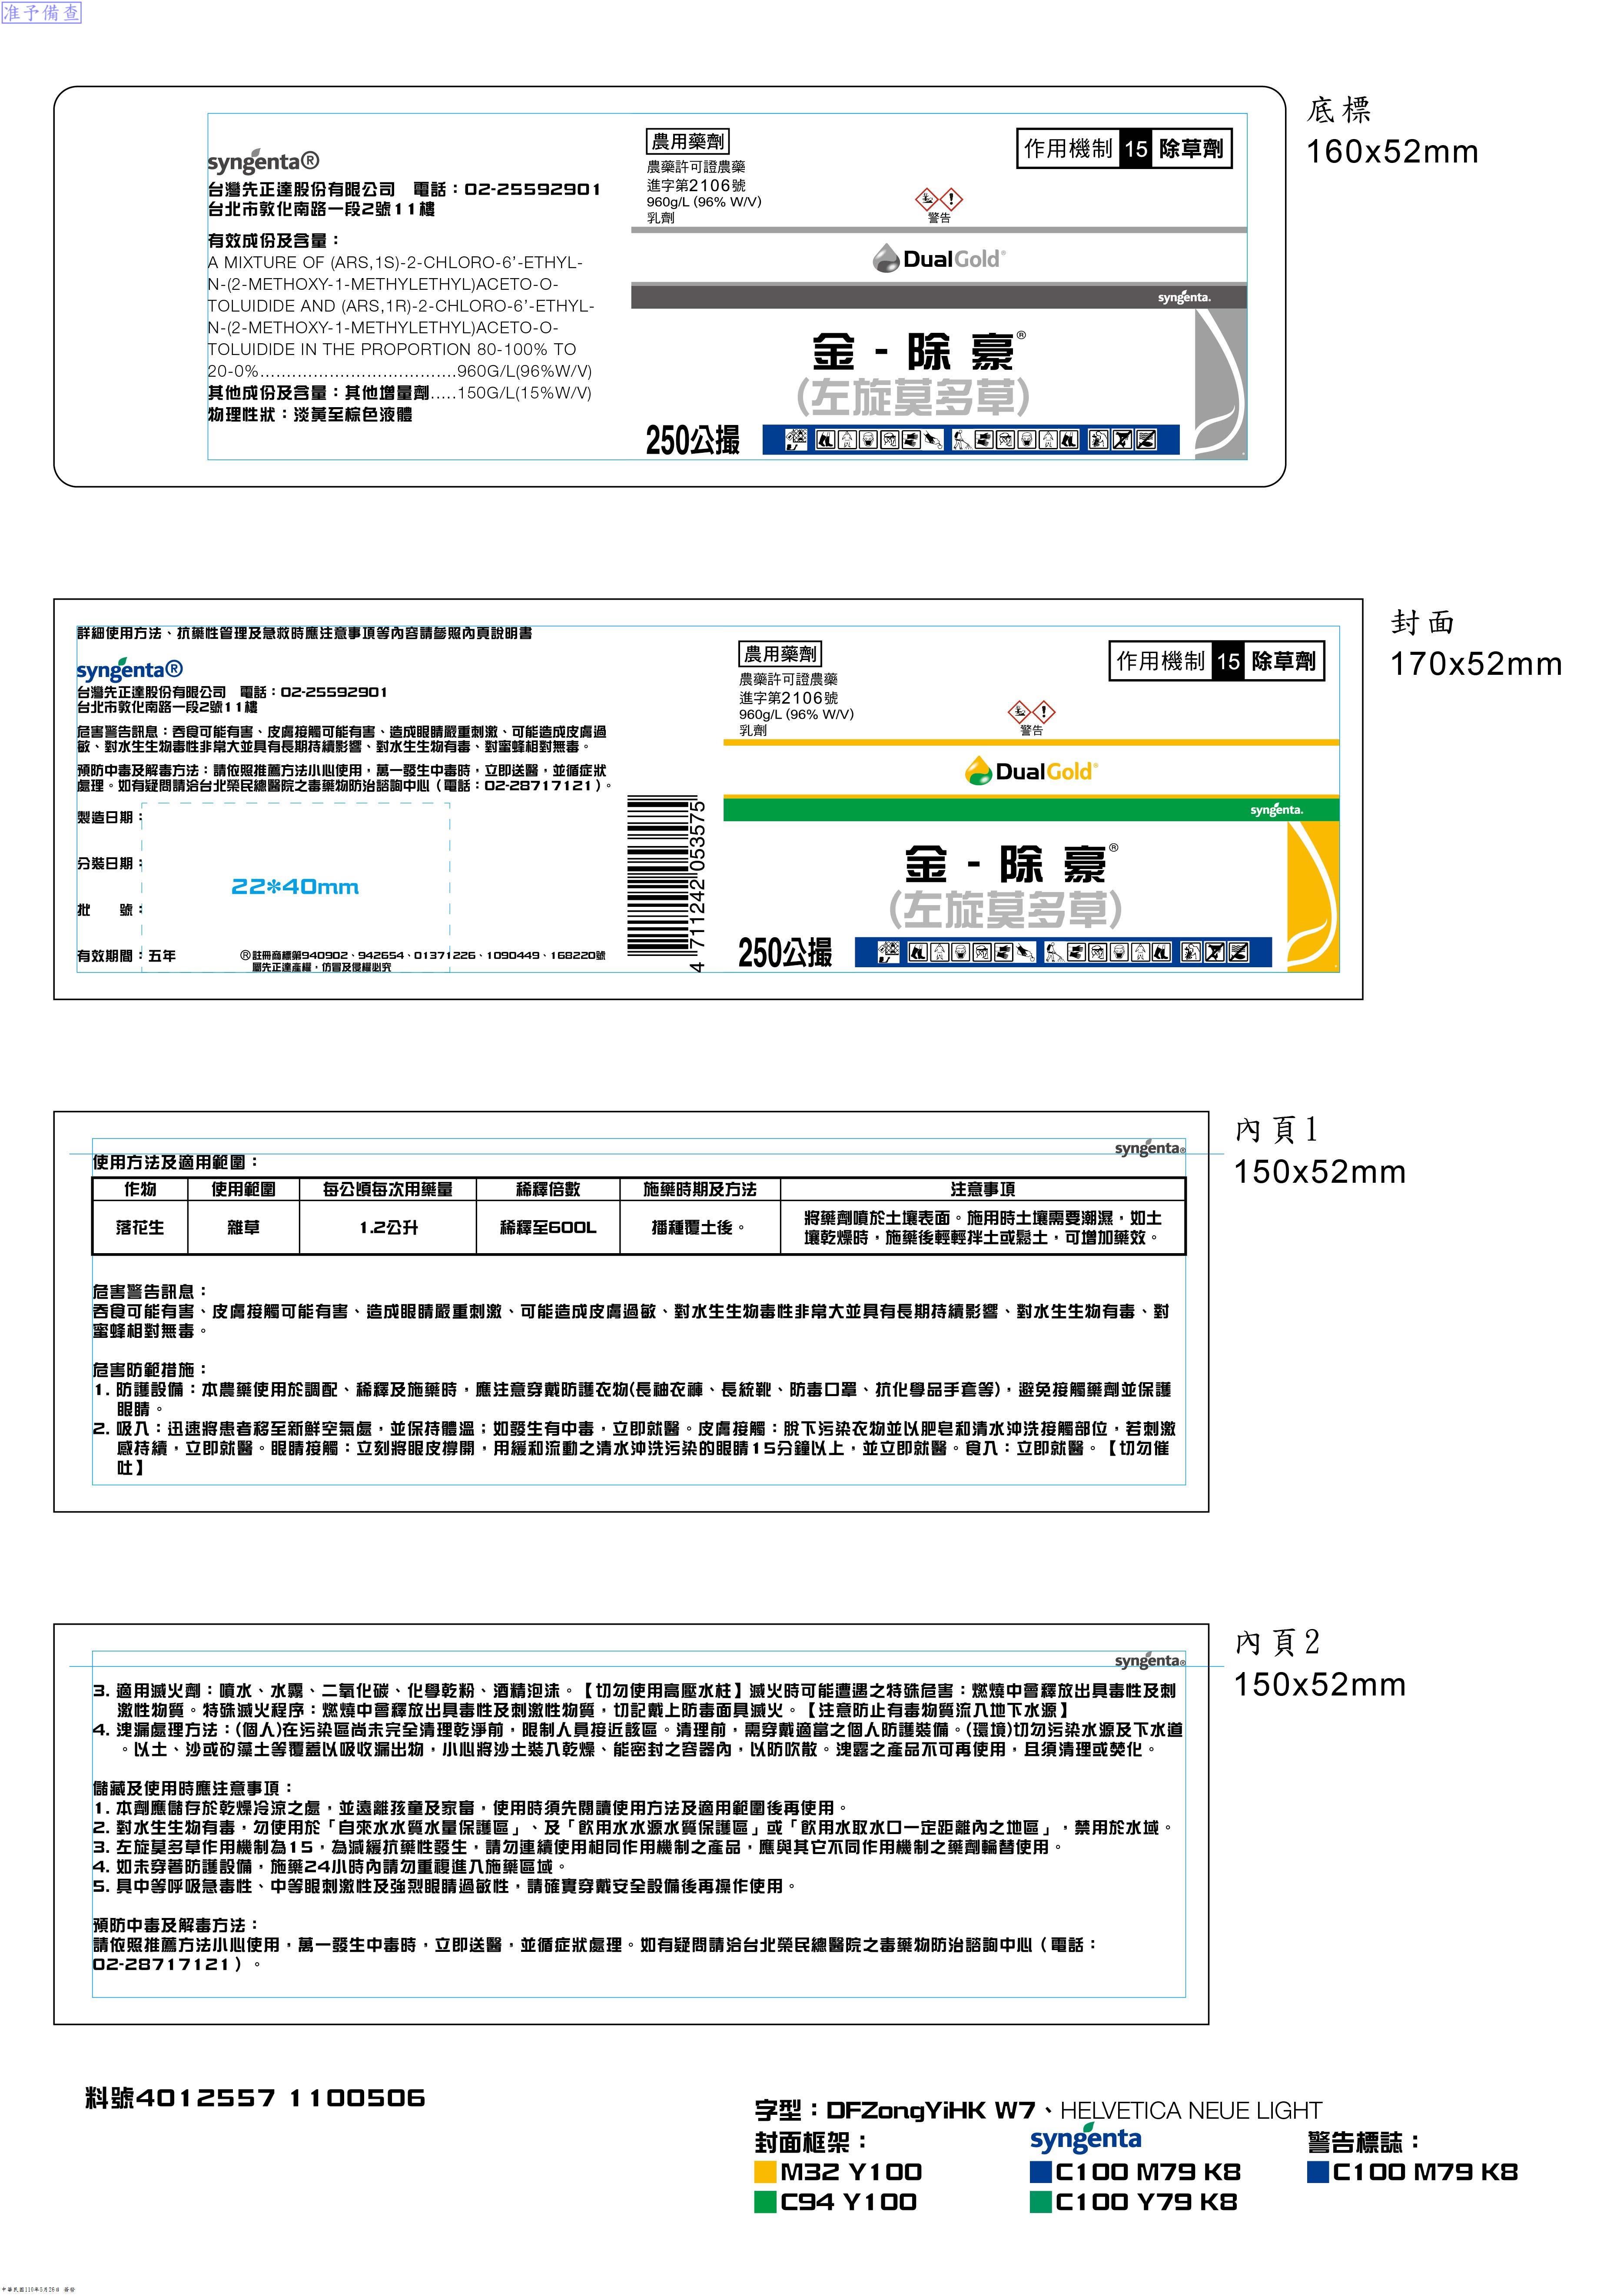 准予備查
底標
160x52mm
syngenta®
台灣先正達股份有限公司　電話：02-25592901
台北市敦化南路一段2號11樓
有效成份及含量：
A MIXTURE OF (ARS,1S)-2-CHLORO-6'-ETHYL-
N-(2-METHOXY-1-METHYLETHYL)ACETO-O-
TOLUIDIDE AND (ARS,1R)-2-CHLORO-6'-ETHYL-
N-(2-METHOXY-1-METHYLETHYL)ACETO-O-
TOLUIDIDE IN THE PROPORTION 80-100% TO
20-0%.....................................960G/L(96%W/V)
其他成份及含量：其他增量劑.....150G/L(15%W/V)
物理性狀：淡黃至棕色液體
農用藥劑
農藥許可證農藥
進字第2106號
960g/L (96% W/V)
乳劑
作用機制 15 除草劑
警告
DualGold®
syngenta.
金-除豪®
(左旋莫多草)
250公撮
封面
170x52mm
詳細使用方法、抗藥性管理及急救時應注意事項等內容請參照內頁說明書
syngenta®
台灣先正達股份有限公司　電話：02-25592901
台北市敦化南路一段2號11樓
危害警告訊息：吞食可能有害、皮膚接觸可能有害、造成眼睛嚴重刺激、可能造成皮膚過
敏、對水生生物毒性非常大並具有長期持續影響、對水生生物有毒、對蜜蜂相對無毒。
預防中毒及解毒方法：請依照推薦方法小心使用，萬一發生中毒時，立即送醫，並循症狀
處理。如有疑問請洽台北榮民總醫院之毒藥物防治諮詢中心（電話：02-28717121）。
製造日期：
分裝日期：
批　　號：
有效期間：五年
22*40mm
®註冊商標第940902、942654、01371226、1090449、168220號
屬先正達產權，仿冒及侵權必究
4 711242 053575
農用藥劑
農藥許可證農藥
進字第2106號
960g/L (96% W/V)
乳劑
作用機制 15 除草劑
警告
DualGold®
syngenta.
金-除豪®
(左旋莫多草)
250公撮
內頁1
150x52mm
syngenta®
使用方法及適用範圍：
作物 使用範圍 每公頃每次用藥量 稀釋倍數 施藥時期及方法 注意事項
落花生 雜草 1.2公升 稀釋至600L 播種覆土後。 將藥劑噴於土壤表面。施用時土壤需要潮濕，如土
壤乾燥時，施藥後輕輕拌土或鬆土，可增加藥效。
危害警告訊息：
吞食可能有害、皮膚接觸可能有害、造成眼睛嚴重刺激、可能造成皮膚過敏、對水生生物毒性非常大並具有長期持續影響、對水生生物有毒、對
蜜蜂相對無毒。
危害防範措施：
1. 防護設備：本農藥使用於調配、稀釋及施藥時，應注意穿戴防護衣物(長袖衣褲、長統靴、防毒口罩、抗化學品手套等)，避免接觸藥劑並保護
眼睛。
2. 吸入：迅速將患者移至新鮮空氣處，並保持體溫；如發生有中毒，立即就醫。皮膚接觸：脫下污染衣物並以肥皂和清水沖洗接觸部位，若刺激
感持續，立即就醫。眼睛接觸：立刻將眼皮撐開，用緩和流動之清水沖洗污染的眼睛15分鐘以上，並立即就醫。食入：立即就醫。【切勿催
吐】
內頁2
150x52mm
syngenta®
3. 適用滅火劑：噴水、水霧、二氧化碳、化學乾粉、酒精泡沫。【切勿使用高壓水柱】滅火時可能遭遇之特殊危害：燃燒中會釋放出具毒性及刺
激性物質。特殊滅火程序：燃燒中會釋放出具毒性及刺激性物質，切記戴上防毒面具滅火。【注意防止有毒物質流入地下水源】
4. 洩漏處理方法：(個人)在污染區尚未完全清理乾淨前，限制人員接近該區。清理前，需穿戴適當之個人防護裝備。(環境)切勿污染水源及下水道
。以土、沙或矽藻土等覆蓋以吸收漏出物，小心將沙土裝入乾燥、能密封之容器內，以防吹散。洩露之產品不可再使用，且須清理或焚化。
儲藏及使用時應注意事項：
1. 本劑應儲存於乾燥冷涼之處，並遠離孩童及家畜，使用時須先閱讀使用方法及適用範圍後再使用。
2. 對水生生物有毒，勿使用於「自來水水質水量保護區」、及「飲用水水源水質保護區」或「飲用水取水口一定距離內之地區」，禁用於水域。
3. 左旋莫多草作用機制為15，為減緩抗藥性發生，請勿連續使用相同作用機制之產品，應與其它不同作用機制之藥劑輪替使用。
4. 如未穿著防護設備，施藥24小時內請勿重複進入施藥區域。
5. 具中等呼吸急毒性、中等眼刺激性及強烈眼睛過敏性，請確實穿戴安全設備後再操作使用。
預防中毒及解毒方法：
請依照推薦方法小心使用，萬一發生中毒時，立即送醫，並循症狀處理。如有疑問請洽台北榮民總醫院之毒藥物防治諮詢中心（電話：
02-28717121）。
料號4012557 1100506
字型：DFZongYiHK W7、HELVETICA NEUE LIGHT
封面框架：
M32 Y100
C94 Y100
syngenta
C100 M79 K8
C100 Y79 K8
警告標誌：
C100 M79 K8